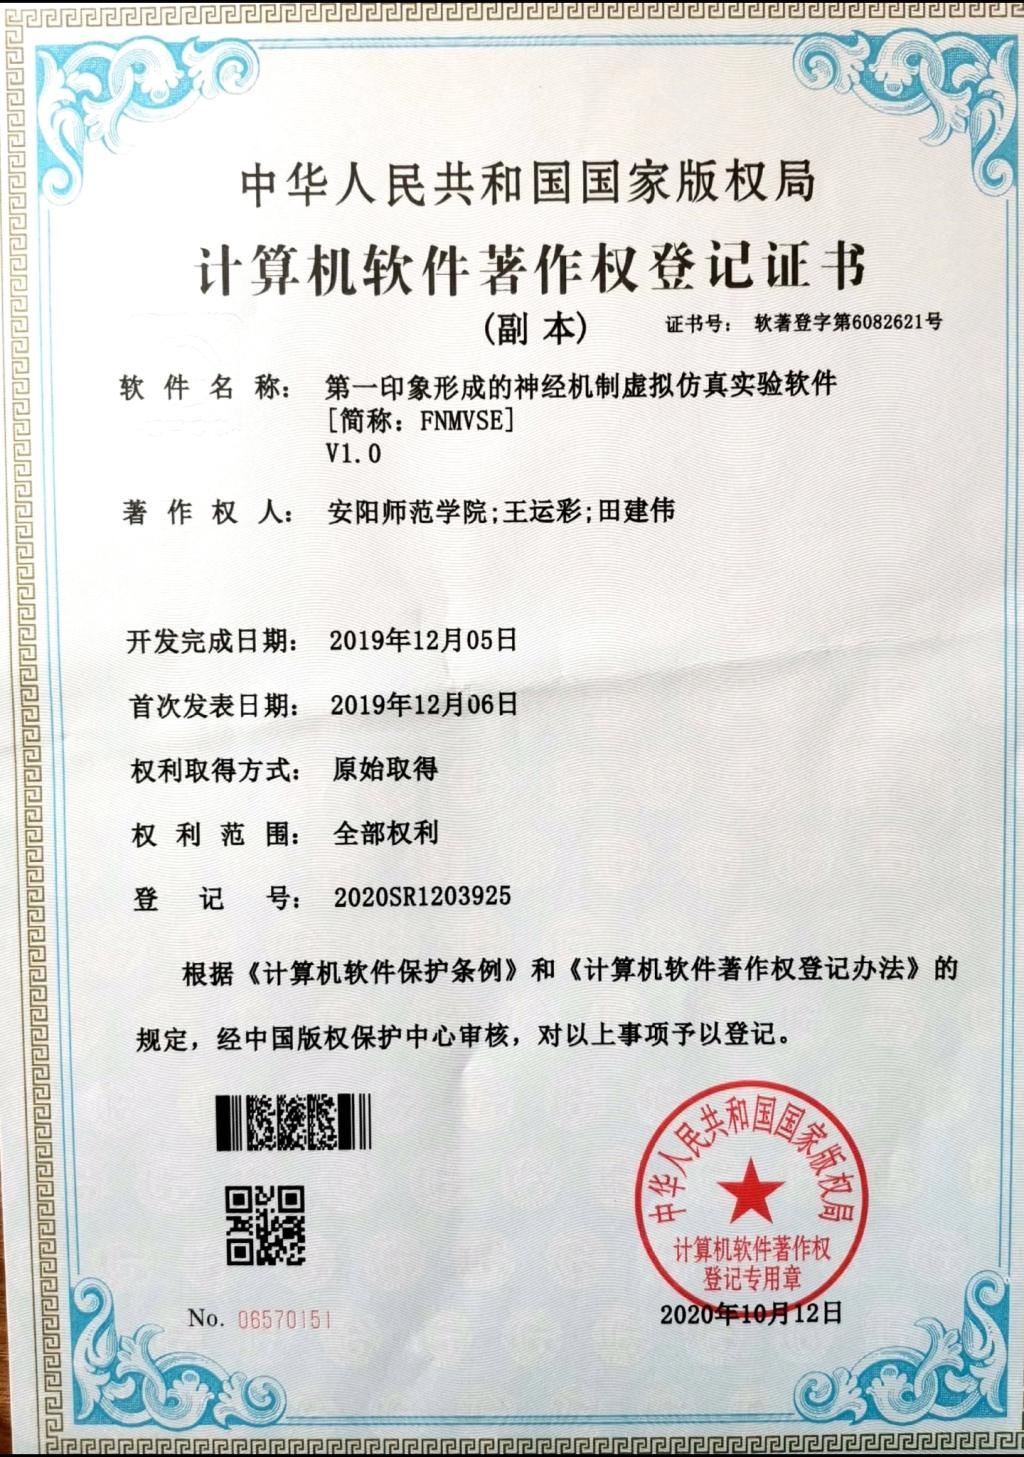 中华人民共和国国家版权局
计算机软件著作权登记证书
(副本)
证书号： 软著登字第6082621号
软件名称： 第一印象形成的神经机制虚拟仿真实验软件
[简称：FNMVSE]
V1.0
著作权人： 安阳师范学院;王运彩;田建伟
开发完成日期： 2019年12月05日
首次发表日期： 2019年12月06日
权利取得方式： 原始取得
权利范围： 全部权利
登记号： 2020SR1203925
根据《计算机软件保护条例》和《计算机软件著作权登记办法》的
规定，经中国版权保护中心审核，对以上事项予以登记。
中华人民共和国国家版权局
计算机软件著作权
登记专用章
No. 06570151
2020年10月12日